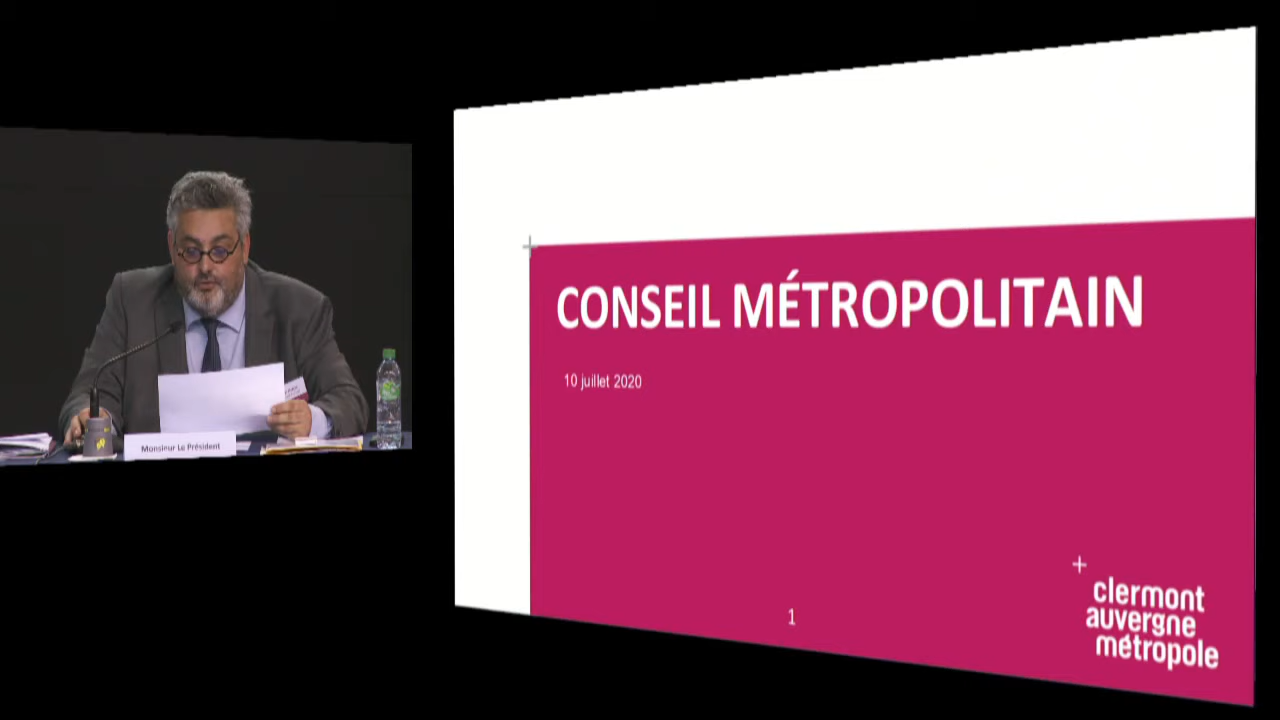 Monsieur Le Président
CONSEIL MÉTROPOLITAIN
10 juillet 2020
1
clermont
auvergne
métropole